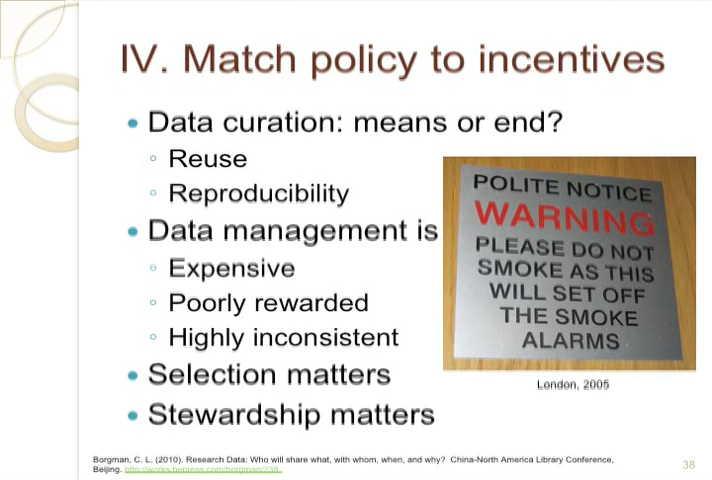 IV. Match policy to incentives
• Data curation: means or end?
◦ Reuse
◦ Reproducibility
• Data management is
◦ Expensive
◦ Poorly rewarded
◦ Highly inconsistent
• Selection matters
• Stewardship matters
POLITE NOTICE
WARNING
PLEASE DO NOT
SMOKE AS THIS
WILL SET OFF
THE SMOKE
ALARMS
London, 2005
Borgman, C. L. (2010). Research Data: Who will share what, with whom, when, and why? China-North America Library Conference,
Beijing. http://works.bepress.com/borgman/238
38